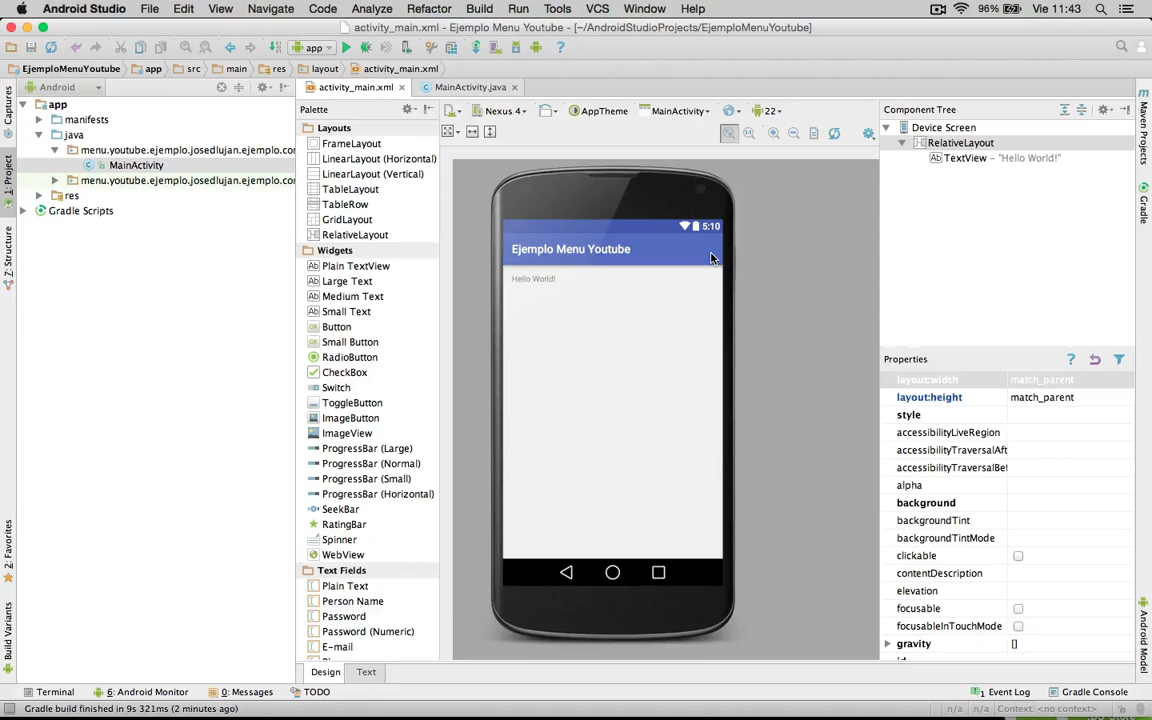 Android Studio File Edit View Navigate Code Analyze Refactor Build Run Tools VCS Window Help 96% Vie 11:43
activity_main.xml - Ejemplo Menu Youtube - [~/AndroidStudioProjects/EjemploMenuYoutube]
app
EjemploMenuYoutube app src main res layout activity_main.xml
Android
activity_main.xml MainActivity.java
Captures
1: Project
Z: Structure
2: Favorites
Build Variants
app
manifests
java
menu.youtube.ejemplo.josedlujan.ejemplo.cor
MainActivity
menu.youtube.ejemplo.josedlujan.ejemplo.cor
res
Gradle Scripts
Palette
Layouts
FrameLayout
LinearLayout (Horizontal)
LinearLayout (Vertical)
TableLayout
TableRow
GridLayout
RelativeLayout
Widgets
Plain TextView
Large Text
Medium Text
Small Text
Button
Small Button
RadioButton
CheckBox
Switch
ToggleButton
ImageButton
ImageView
ProgressBar (Large)
ProgressBar (Normal)
ProgressBar (Small)
ProgressBar (Horizontal)
SeekBar
RatingBar
Spinner
WebView
Text Fields
Plain Text
Person Name
Password
Password (Numeric)
E-mail
Nexus 4 AppTheme MainActivity 22
5:10
Ejemplo Menu Youtube
Hello World!
Component Tree
Device Screen
RelativeLayout
Ab TextView - "Hello World!"
Properties
layout:width match_parent
layout:height match_parent
style
accessibilityLiveRegion
accessibilityTraversalAft
accessibilityTraversalBef
alpha
background
backgroundTint
backgroundTintMode
clickable
contentDescription
elevation
focusable
focusableInTouchMode
gravity []
Maven Projects
Gradle
Android Model
Design Text
Terminal 6: Android Monitor 0: Messages TODO 1 Event Log Gradle Console
Gradle build finished in 9s 321ms (2 minutes ago) n/a n/a Context: <no context>